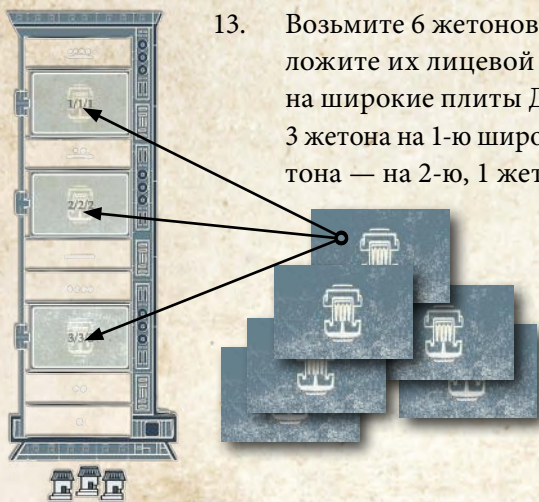 13. Возьмите 6 жетонов
ложите их лицевой
на широкие плиты Д
3 жетона на 1-ю широ
тона — на 2-ю, 1 жет
1/1/1
2/2/2
3/3/